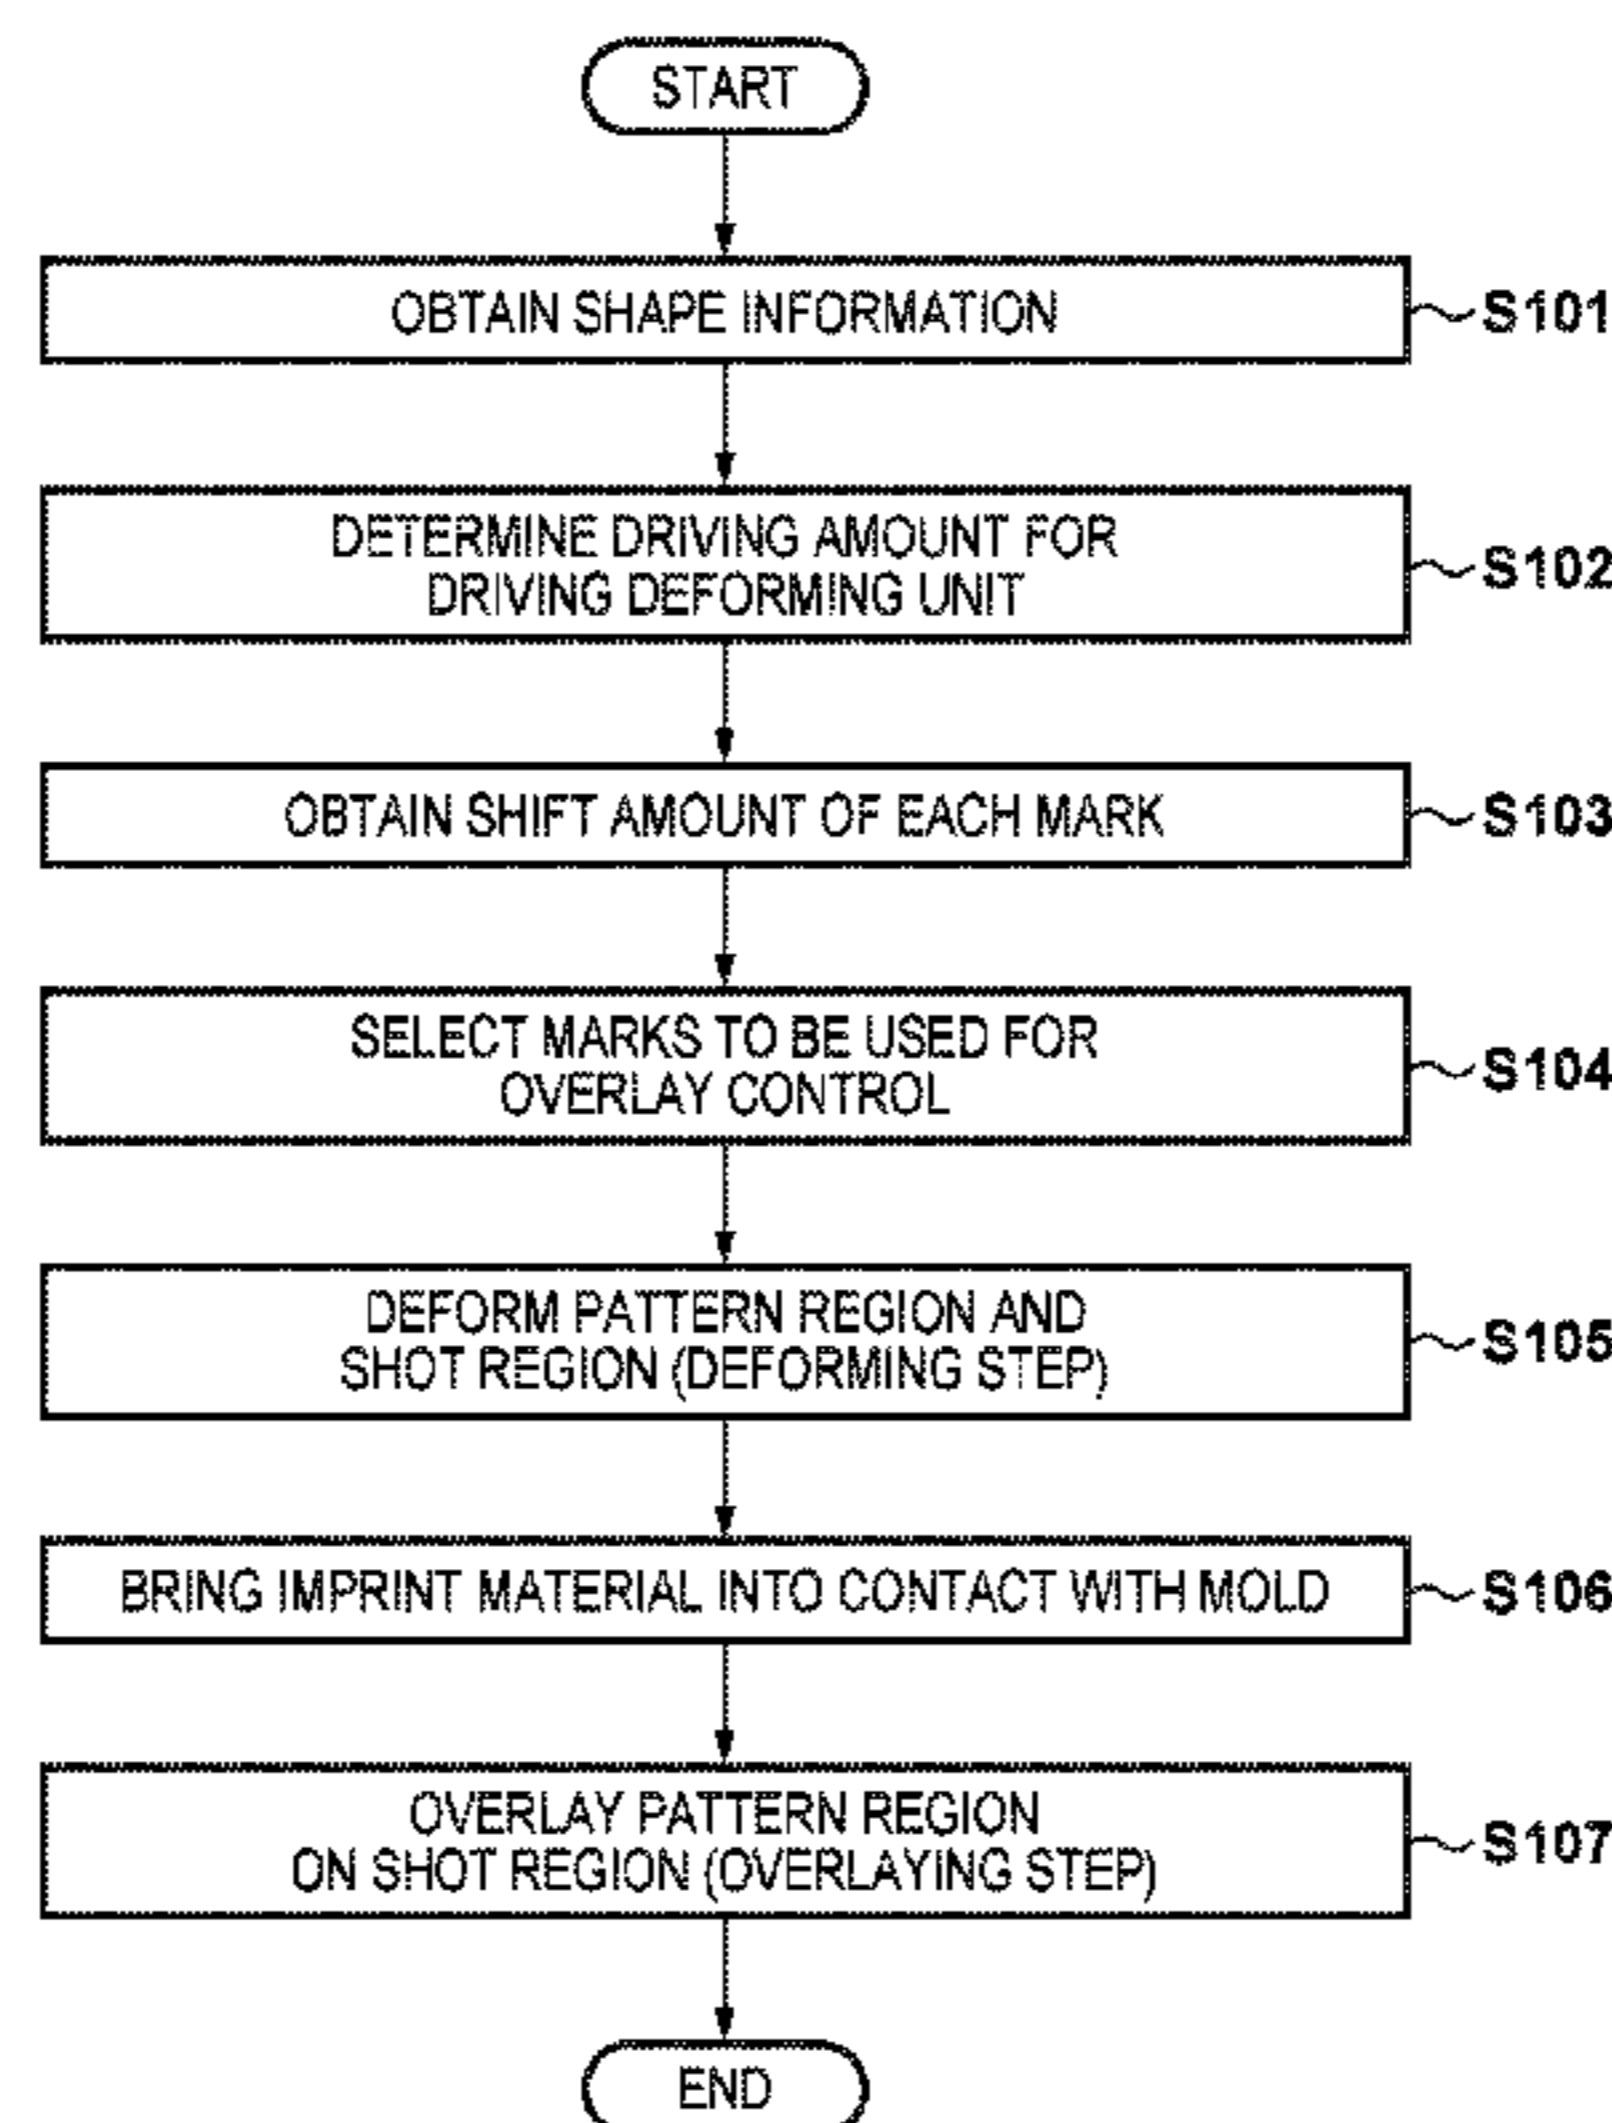 START
OBTAIN SHAPE INFORMATION
S101
DETERMINE DRIVING AMOUNT FOR
DRIVING DEFORMING UNIT
S102
OBTAIN SHIFT AMOUNT OF EACH MARK
S103
SELECT MARKS TO BE USED FOR
OVERLAY CONTROL
S104
DEFORM PATTERN REGION AND
SHOT REGION (DEFORMING STEP)
S105
BRING IMPRINT MATERIAL INTO CONTACT WITH MOLD
S106
OVERLAY PATTERN REGION
ON SHOT REGION (OVERLAYING STEP)
S107
END